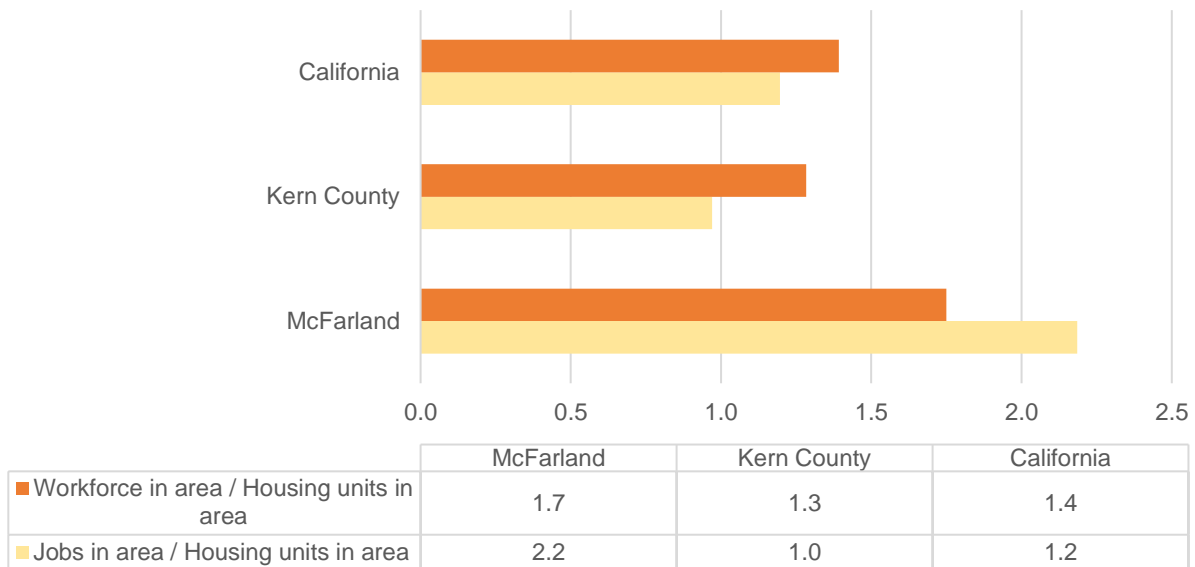 California
Kern County
McFarland
0.0 0.5 1.0 1.5 2.0 2.5
McFarland Kern County California
Workforce in area / Housing units in
area
1.7 1.3 1.4
Jobs in area / Housing units in area 2.2 1.0 1.2